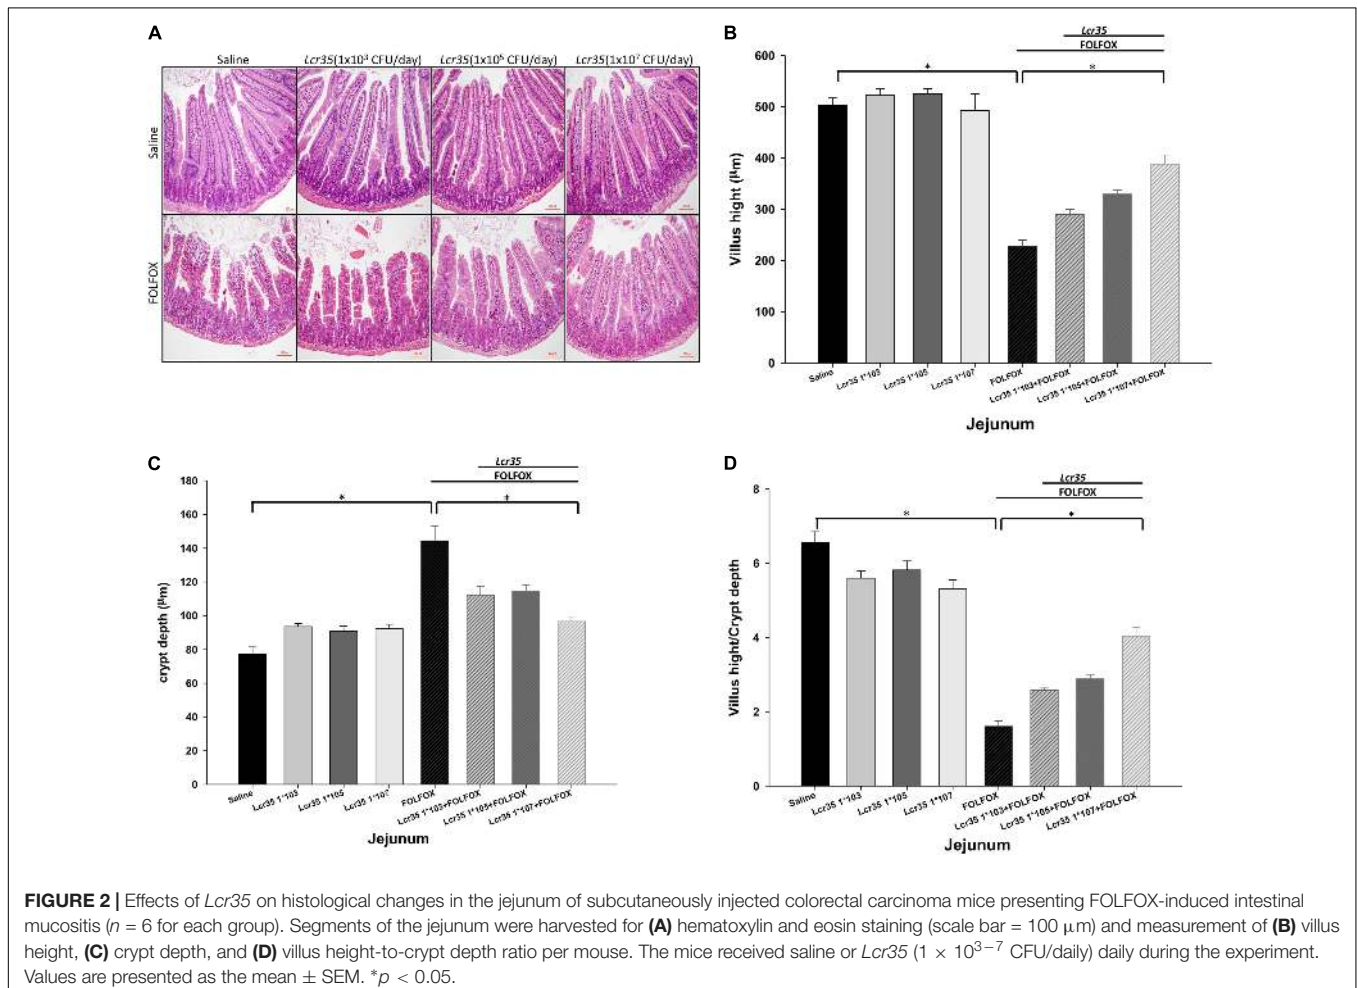 A
Saline
Lcr35(1x10³ CFU/day)
Lcr35(1x10⁵ CFU/day)
Lcr35(1x10⁷ CFU/day)
Saline
FOLFOX
B
Lcr35
FOLFOX
*
*
600
500
400
300
200
100
0
Villus hight (µm)
Saline
Lcr35 1*103
Lcr35 1*105
Lcr35 1*107
FOLFOX
Lcr35 1*103+FOLFOX
Lcr35 1*105+FOLFOX
Lcr35 1*107+FOLFOX
Jejunum
C
Lcr35
FOLFOX
*
*
180
160
140
120
100
80
60
40
20
0
crypt depth (µm)
Saline
Lcr35 1*103
Lcr35 1*105
Lcr35 1*107
FOLFOX
Lcr35 1*103+FOLFOX
Lcr35 1*105+FOLFOX
Lcr35 1*107+FOLFOX
Jejunum
D
Lcr35
FOLFOX
*
*
8
6
4
2
0
Villus hight/Crypt depth
Saline
Lcr35 1*103
Lcr35 1*105
Lcr35 1*107
FOLFOX
Lcr35 1*103+FOLFOX
Lcr35 1*105+FOLFOX
Lcr35 1*107+FOLFOX
Jejunum
FIGURE 2 | Effects of Lcr35 on histological changes in the jejunum of subcutaneously injected colorectal carcinoma mice presenting FOLFOX-induced intestinal
mucositis (n = 6 for each group). Segments of the jejunum were harvested for (A) hematoxylin and eosin staining (scale bar = 100 µm) and measurement of (B) villus
height, (C) crypt depth, and (D) villus height-to-crypt depth ratio per mouse. The mice received saline or Lcr35 (1 × 10³⁻⁷ CFU/daily) daily during the experiment.
Values are presented as the mean ± SEM. *p < 0.05.